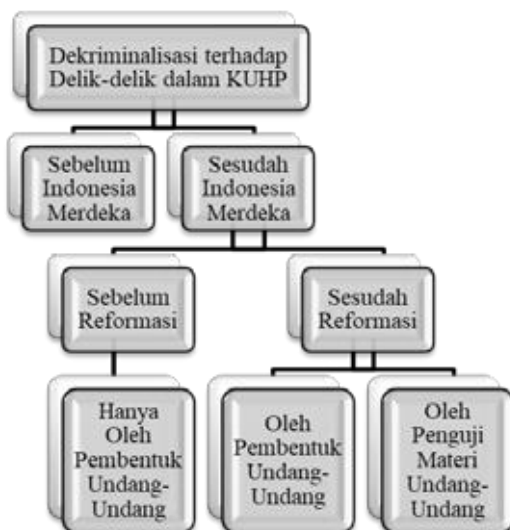 Dekriminalisasi terhadap
Delik-delik dalam KUHP
Sebelum
Indonesia
Merdeka
Sesudah
Indonesia
Merdeka
Sebelum
Reformasi
Sesudah
Reformasi
Hanya
Oleh
Pembentuk
Undang-
Undang
Oleh
Pembentuk
Undang-
Undang
Oleh
Penguji
Materi
Undang-
Undang